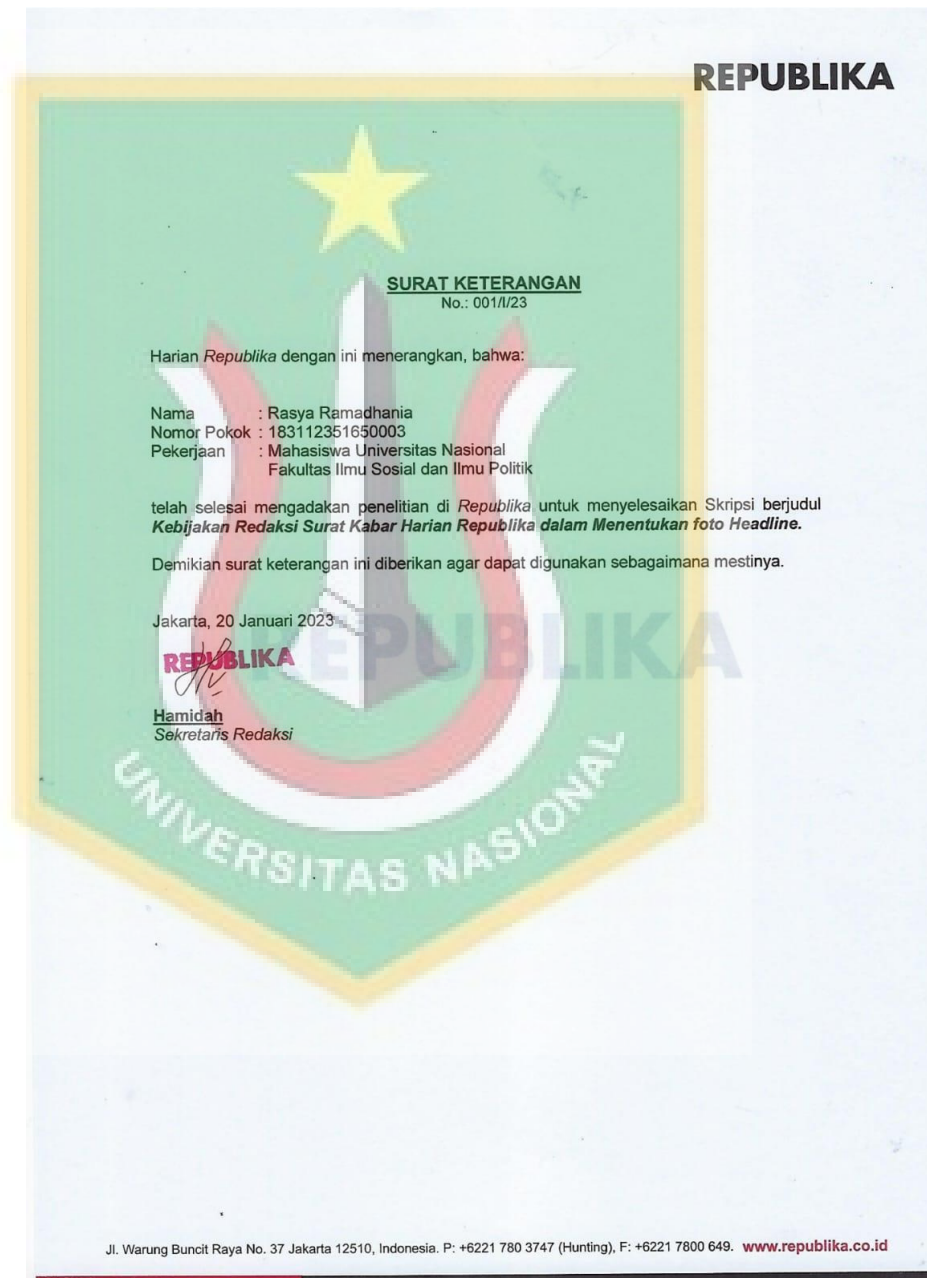 REPUBLIKA
SURAT KETERANGAN
No.: 001/I/23
Harian Republika dengan ini menerangkan, bahwa:
Nama : Rasya Ramadhania
Nomor Pokok : 183112351650003
Pekerjaan : Mahasiswa Universitas Nasional
Fakultas Ilmu Sosial dan Ilmu Politik
telah selesai mengadakan penelitian di Republika untuk menyelesaikan Skripsi berjudul
Kebijakan Redaksi Surat Kabar Harian Republika dalam Menentukan foto Headline.
Demikian surat keterangan ini diberikan agar dapat digunakan sebagaimana mestinya.
Jakarta, 20 Januari 2023
REPUBLIKA
REPUBLIKA
Hamidah
Sekretaris Redaksi
UNIVERSITAS NASIONAL
Jl. Warung Buncit Raya No. 37 Jakarta 12510, Indonesia. P: +6221 780 3747 (Hunting), F: +6221 7800 649. www.republika.co.id